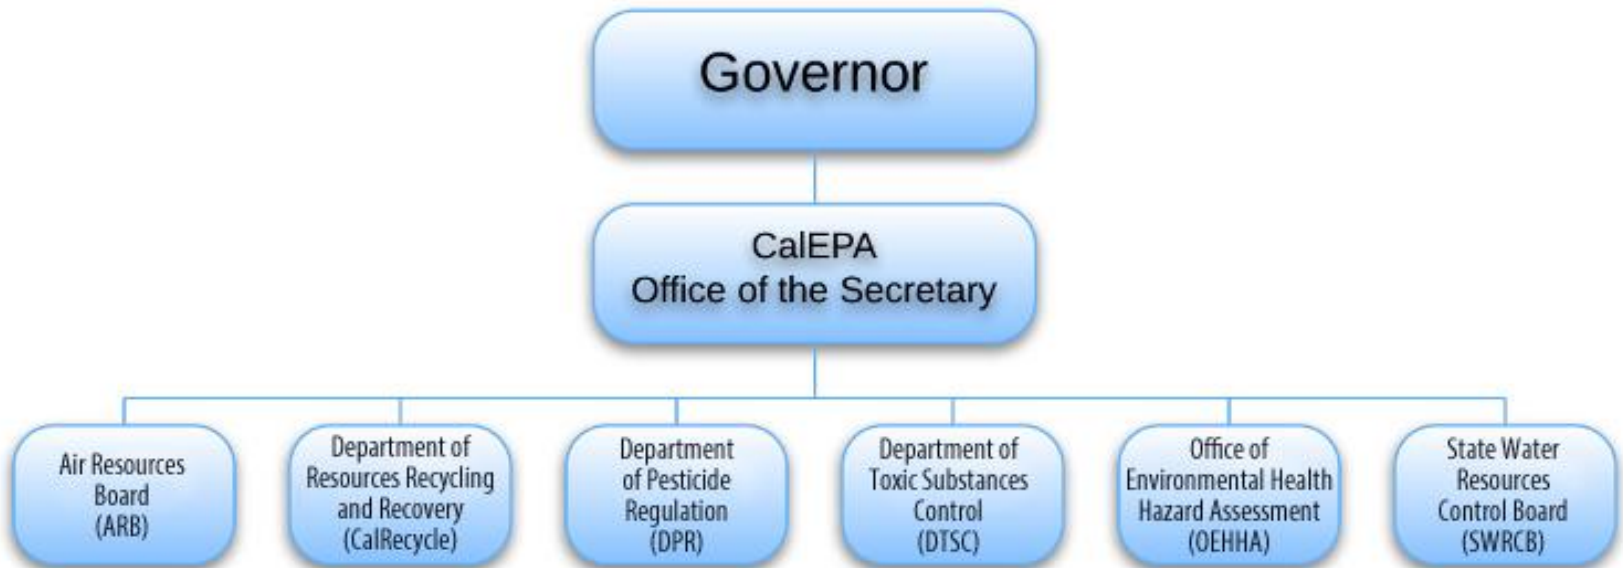 Governor
CalEPA
Office of the Secretary
Air Resources
Board
(ARB)
Department of
Resources Recycling
and Recovery
(CalRecycle)
Department
of Pesticide
Regulation
(DPR)
Department of
Toxic Substances
Control
(DTSC)
Office of
Environmental Health
Hazard Assessment
(OEHHA)
State Water
Resources
Control Board
(SWRCB)